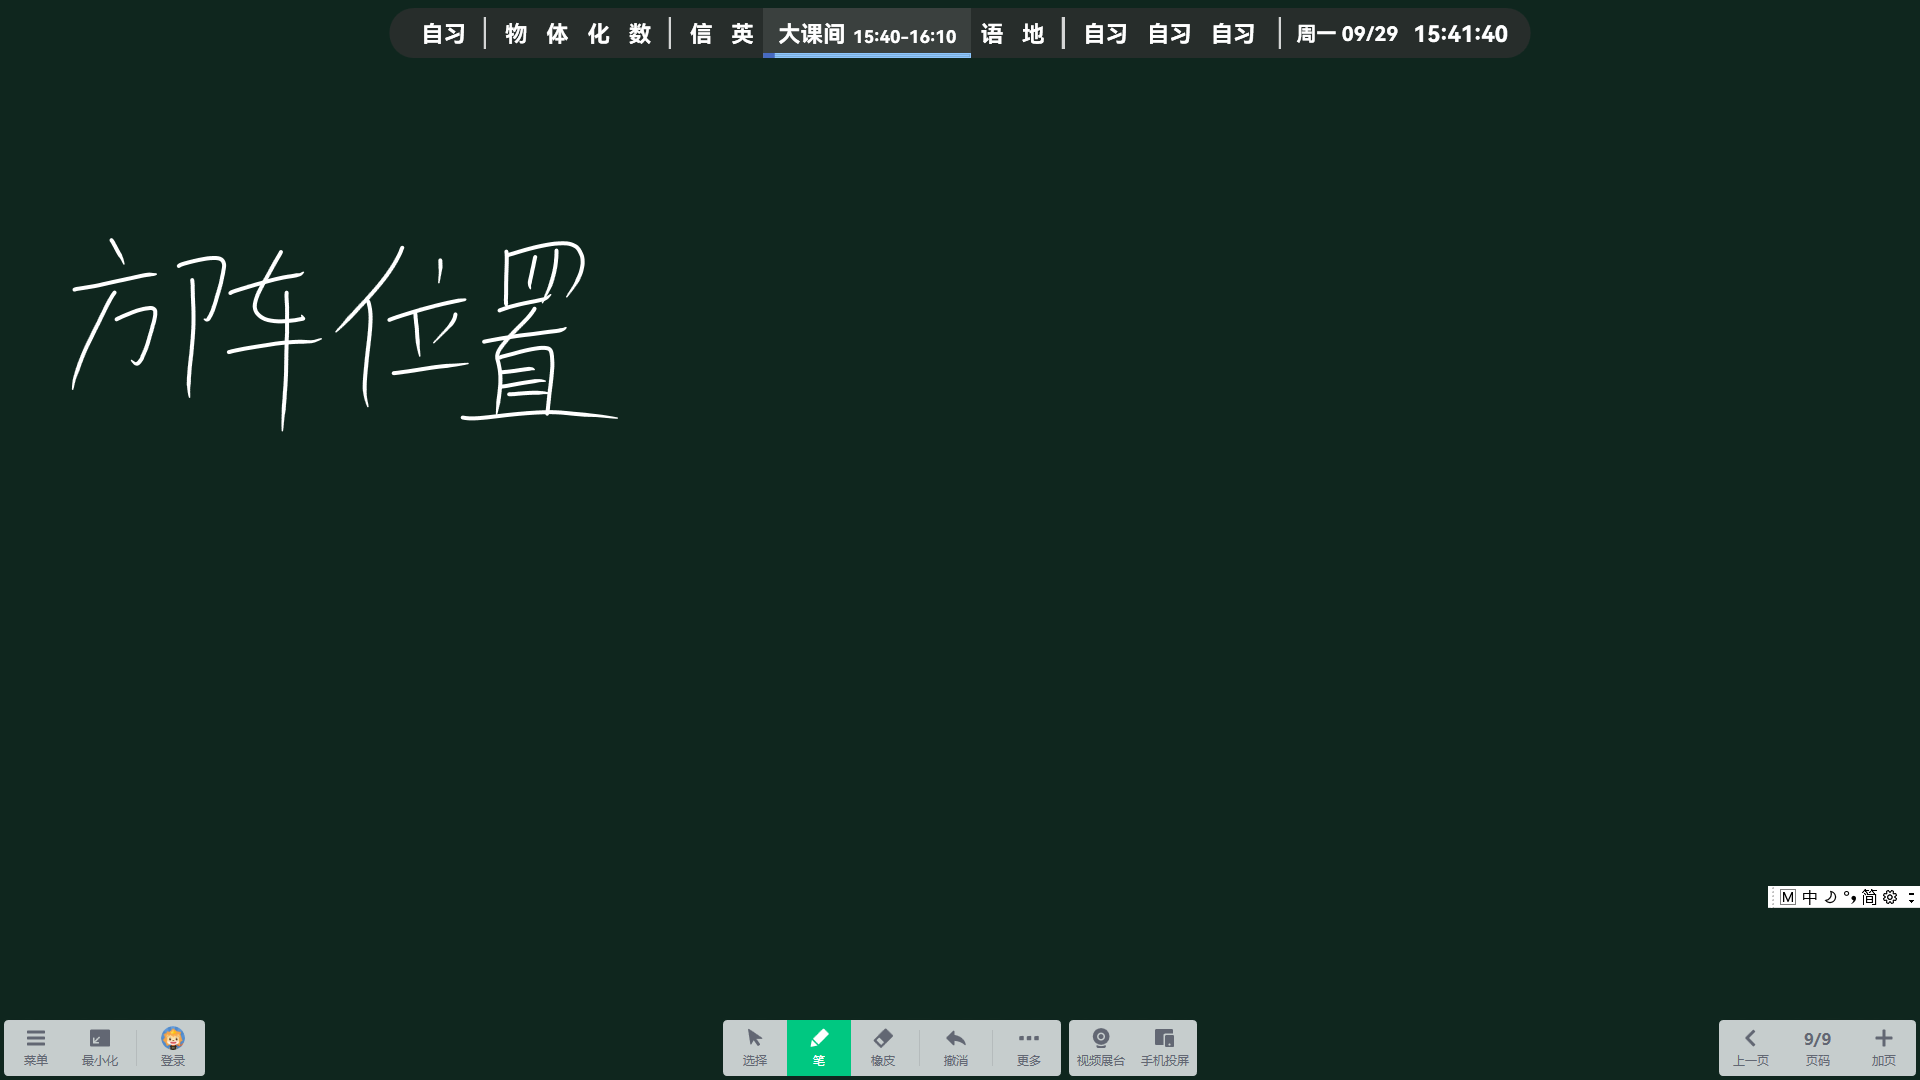 自习 | 物 体 化 数 | 信 英 大课间 15:40-16:10 语 地 | 自习 自习 自习 | 周一 09/29 15:41:40
方阵位置
M 中 简
菜单 最小化 登录 选择 笔 橡皮 撤消 更多 视频展台 手机投屏 上一页 9/9 页码 加页